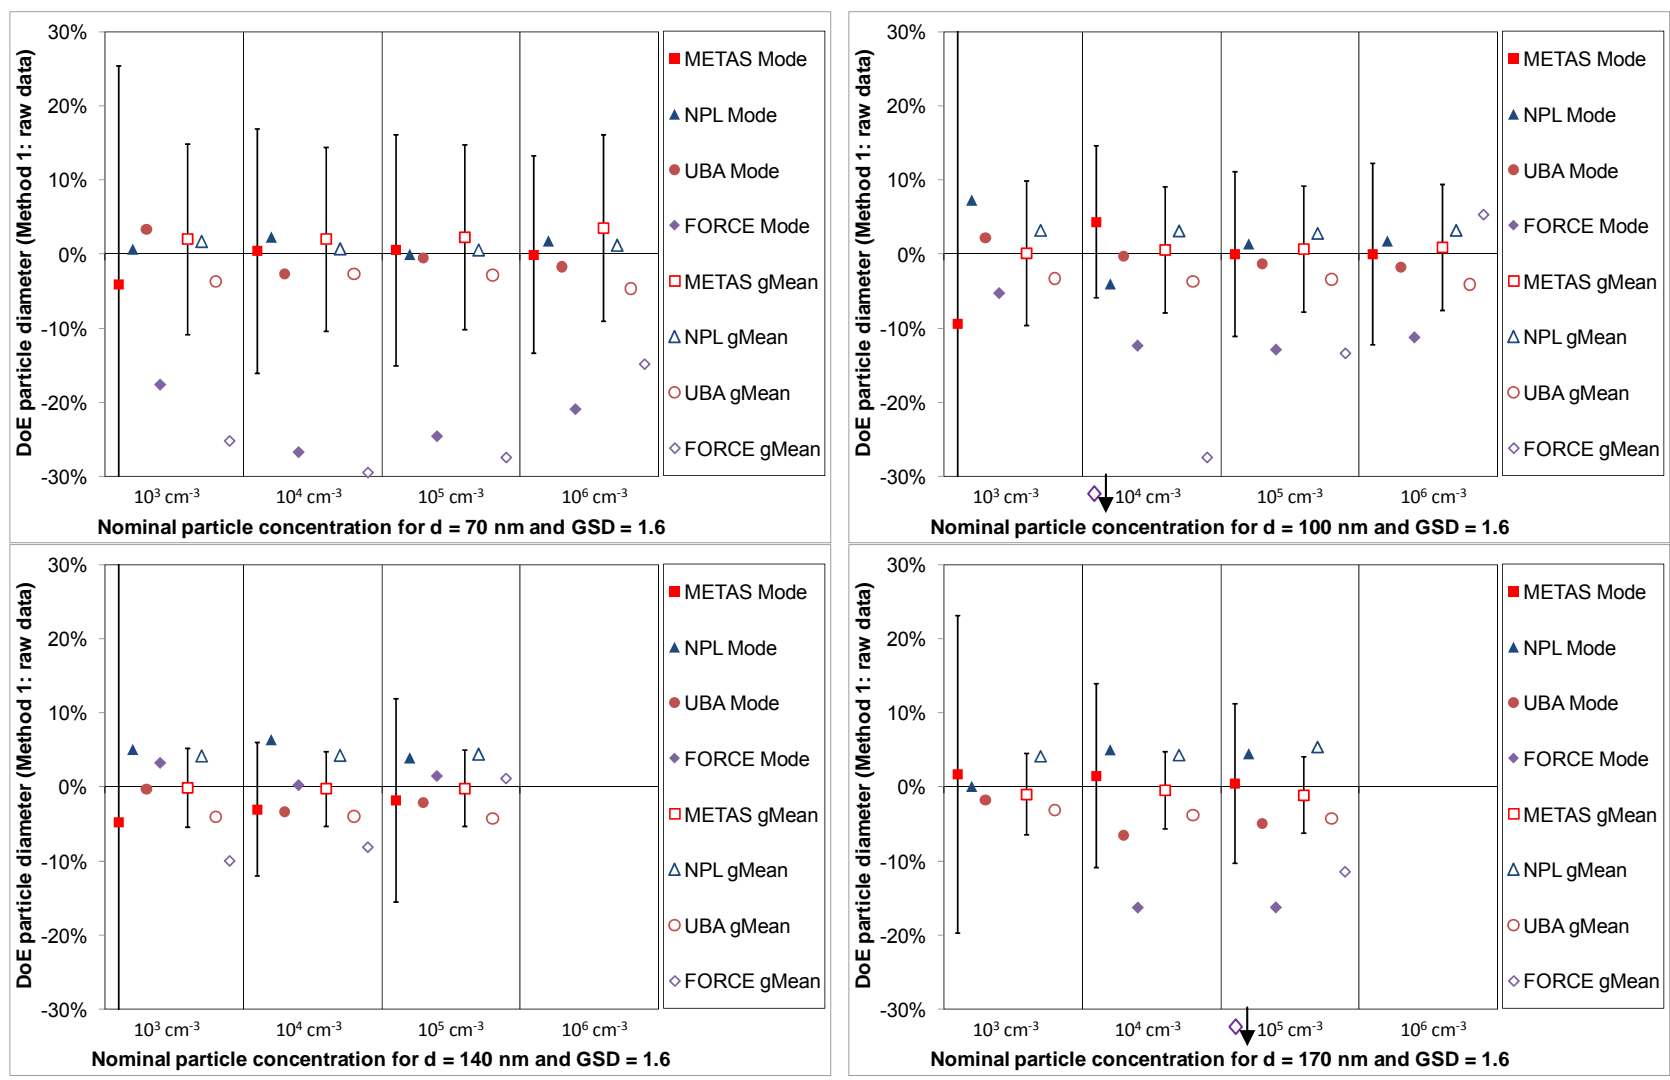 DoE particle diameter (Method 1: raw data)
30%
20%
10%
0%
-10%
-20%
-30%
10³ cm⁻³ 10⁴ cm⁻³ 10⁵ cm⁻³ 10⁶ cm⁻³
Nominal particle concentration for d = 70 nm and GSD = 1.6
METAS Mode
NPL Mode
UBA Mode
FORCE Mode
METAS gMean
NPL gMean
UBA gMean
FORCE gMean
DoE particle diameter (Method 1: raw data)
30%
20%
10%
0%
-10%
-20%
-30%
10³ cm⁻³ 10⁴ cm⁻³ 10⁵ cm⁻³ 10⁶ cm⁻³
Nominal particle concentration for d = 100 nm and GSD = 1.6
METAS Mode
NPL Mode
UBA Mode
FORCE Mode
METAS gMean
NPL gMean
UBA gMean
FORCE gMean
DoE particle diameter (Method 1: raw data)
30%
20%
10%
0%
-10%
-20%
-30%
10³ cm⁻³ 10⁴ cm⁻³ 10⁵ cm⁻³ 10⁶ cm⁻³
Nominal particle concentration for d = 140 nm and GSD = 1.6
METAS Mode
NPL Mode
UBA Mode
FORCE Mode
METAS gMean
NPL gMean
UBA gMean
FORCE gMean
DoE particle diameter (Method 1: raw data)
30%
20%
10%
0%
-10%
-20%
-30%
10³ cm⁻³ 10⁴ cm⁻³ 10⁵ cm⁻³ 10⁶ cm⁻³
Nominal particle concentration for d = 170 nm and GSD = 1.6
METAS Mode
NPL Mode
UBA Mode
FORCE Mode
METAS gMean
NPL gMean
UBA gMean
FORCE gMean